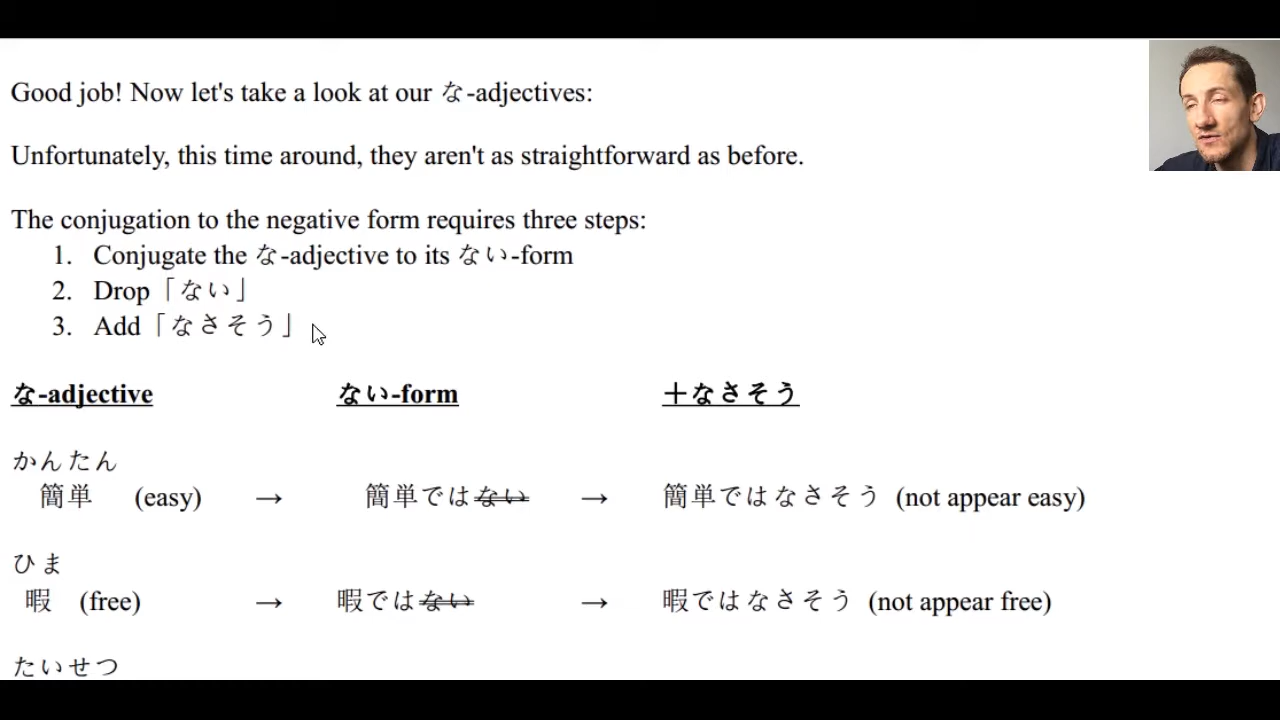 Good job! Now let's take a look at our な-adjectives:
Unfortunately, this time around, they aren't as straightforward as before.
The conjugation to the negative form requires three steps:
1. Conjugate the な-adjective to its ない-form
2. Drop「ない」
3. Add「なさそう」
な-adjective ない-form ＋なさそう
かんたん
簡単 (easy) → 簡単ではない → 簡単ではなさそう (not appear easy)
ひま
暇 (free) → 暇ではない → 暇ではなさそう (not appear free)
たいせつ